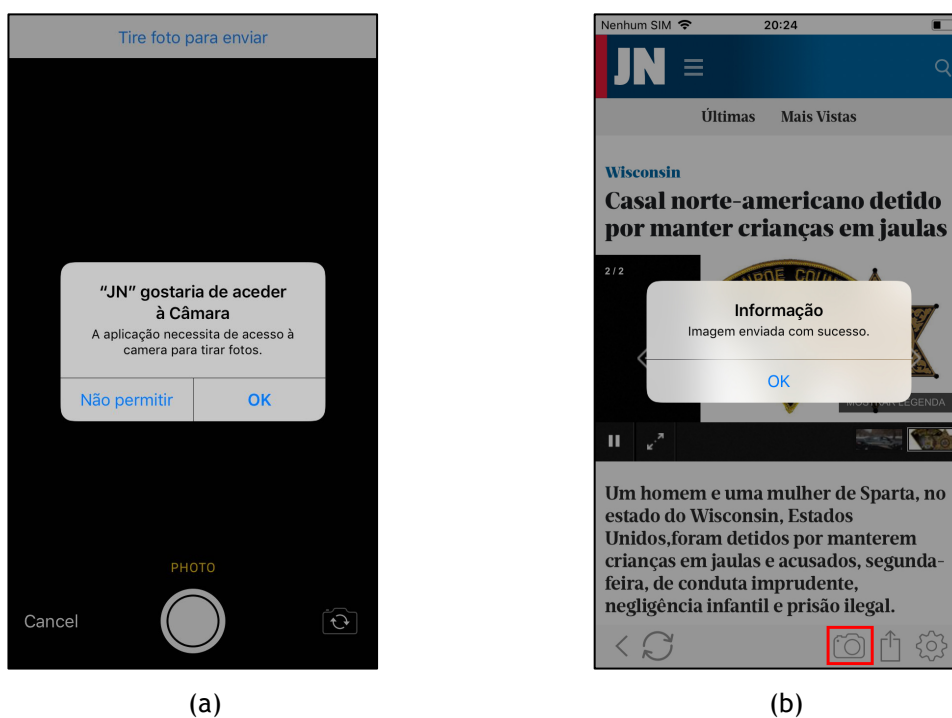 Tire foto para enviar
“JN” gostaria de aceder
à Câmara
A aplicação necessita de acesso à
camera para tirar fotos.
Não permitir
OK
PHOTO
Cancel
(a)
Nenhum SIM
20:24
JN
Últimas
Mais Vistas
Wisconsin
Casal norte-americano detido
por manter crianças em jaulas
2 / 2
Informação
Imagem enviada com sucesso.
OK
MOSTRAR LEGENDA
Um homem e uma mulher de Sparta, no
estado do Wisconsin, Estados
Unidos,foram detidos por manterem
crianças em jaulas e acusados, segunda-
feira, de conduta imprudente,
negligência infantil e prisão ilegal.
(b)